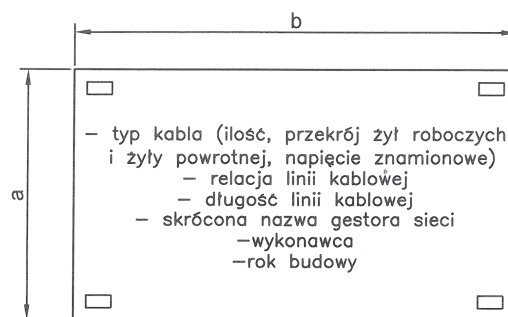 b
a
– typ kabla (ilość, przekrój żył roboczych
i żyły powrotnej, napięcie znamionowe)
– relacja linii kablowej
– długość linii kablowej
– skrócona nazwa gestora sieci
–wykonawca
–rok budowy